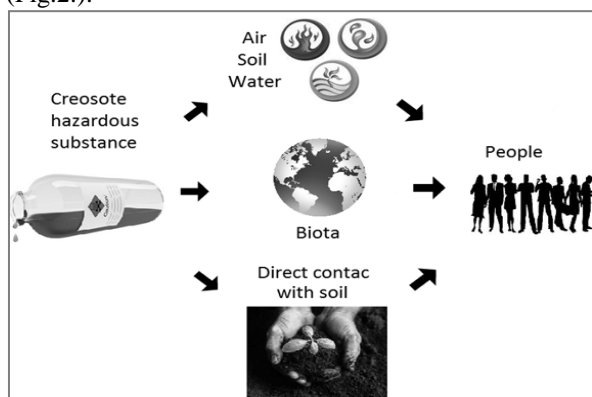 (Fig.2.).
Air
Soil
Water
Creosote
hazardous
substance
People
Biota
Direct contac
with soil